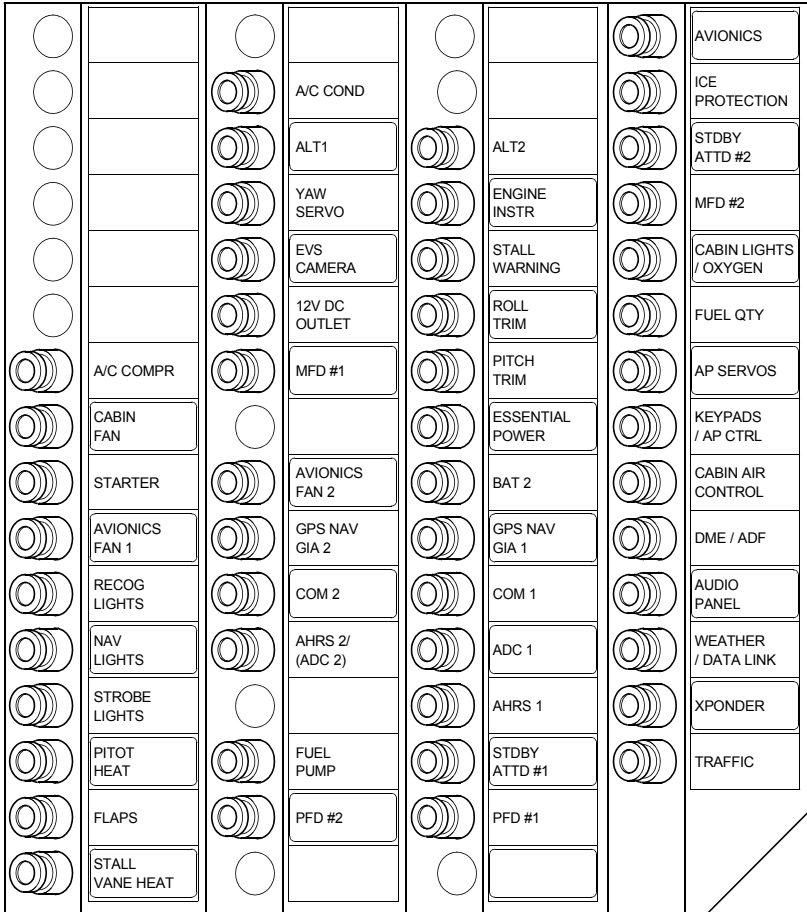 A/C COMPR
CABIN
FAN
STARTER
AVIONICS
FAN 1
RECOG
LIGHTS
NAV
LIGHTS
STROBE
LIGHTS
PITOT
HEAT
FLAPS
STALL
VANE HEAT
A/C COND
ALT1
YAW
SERVO
EVS
CAMERA
12V DC
OUTLET
MFD #1
AVIONICS
FAN 2
GPS NAV
GIA 2
COM 2
AHRS 2/
(ADC 2)
FUEL
PUMP
PFD #2
ALT2
ENGINE
INSTR
STALL
WARNING
ROLL
TRIM
PITCH
TRIM
ESSENTIAL
POWER
BAT 2
GPS NAV
GIA 1
COM 1
ADC 1
AHRS 1
STDBY
ATTD #1
PFD #1
AVIONICS
ICE
PROTECTION
STDBY
ATTD #2
MFD #2
CABIN LIGHTS
/ OXYGEN
FUEL QTY
AP SERVOS
KEYPADS
/ AP CTRL
CABIN AIR
CONTROL
DME / ADF
AUDIO
PANEL
WEATHER
/ DATA LINK
XPONDER
TRAFFIC